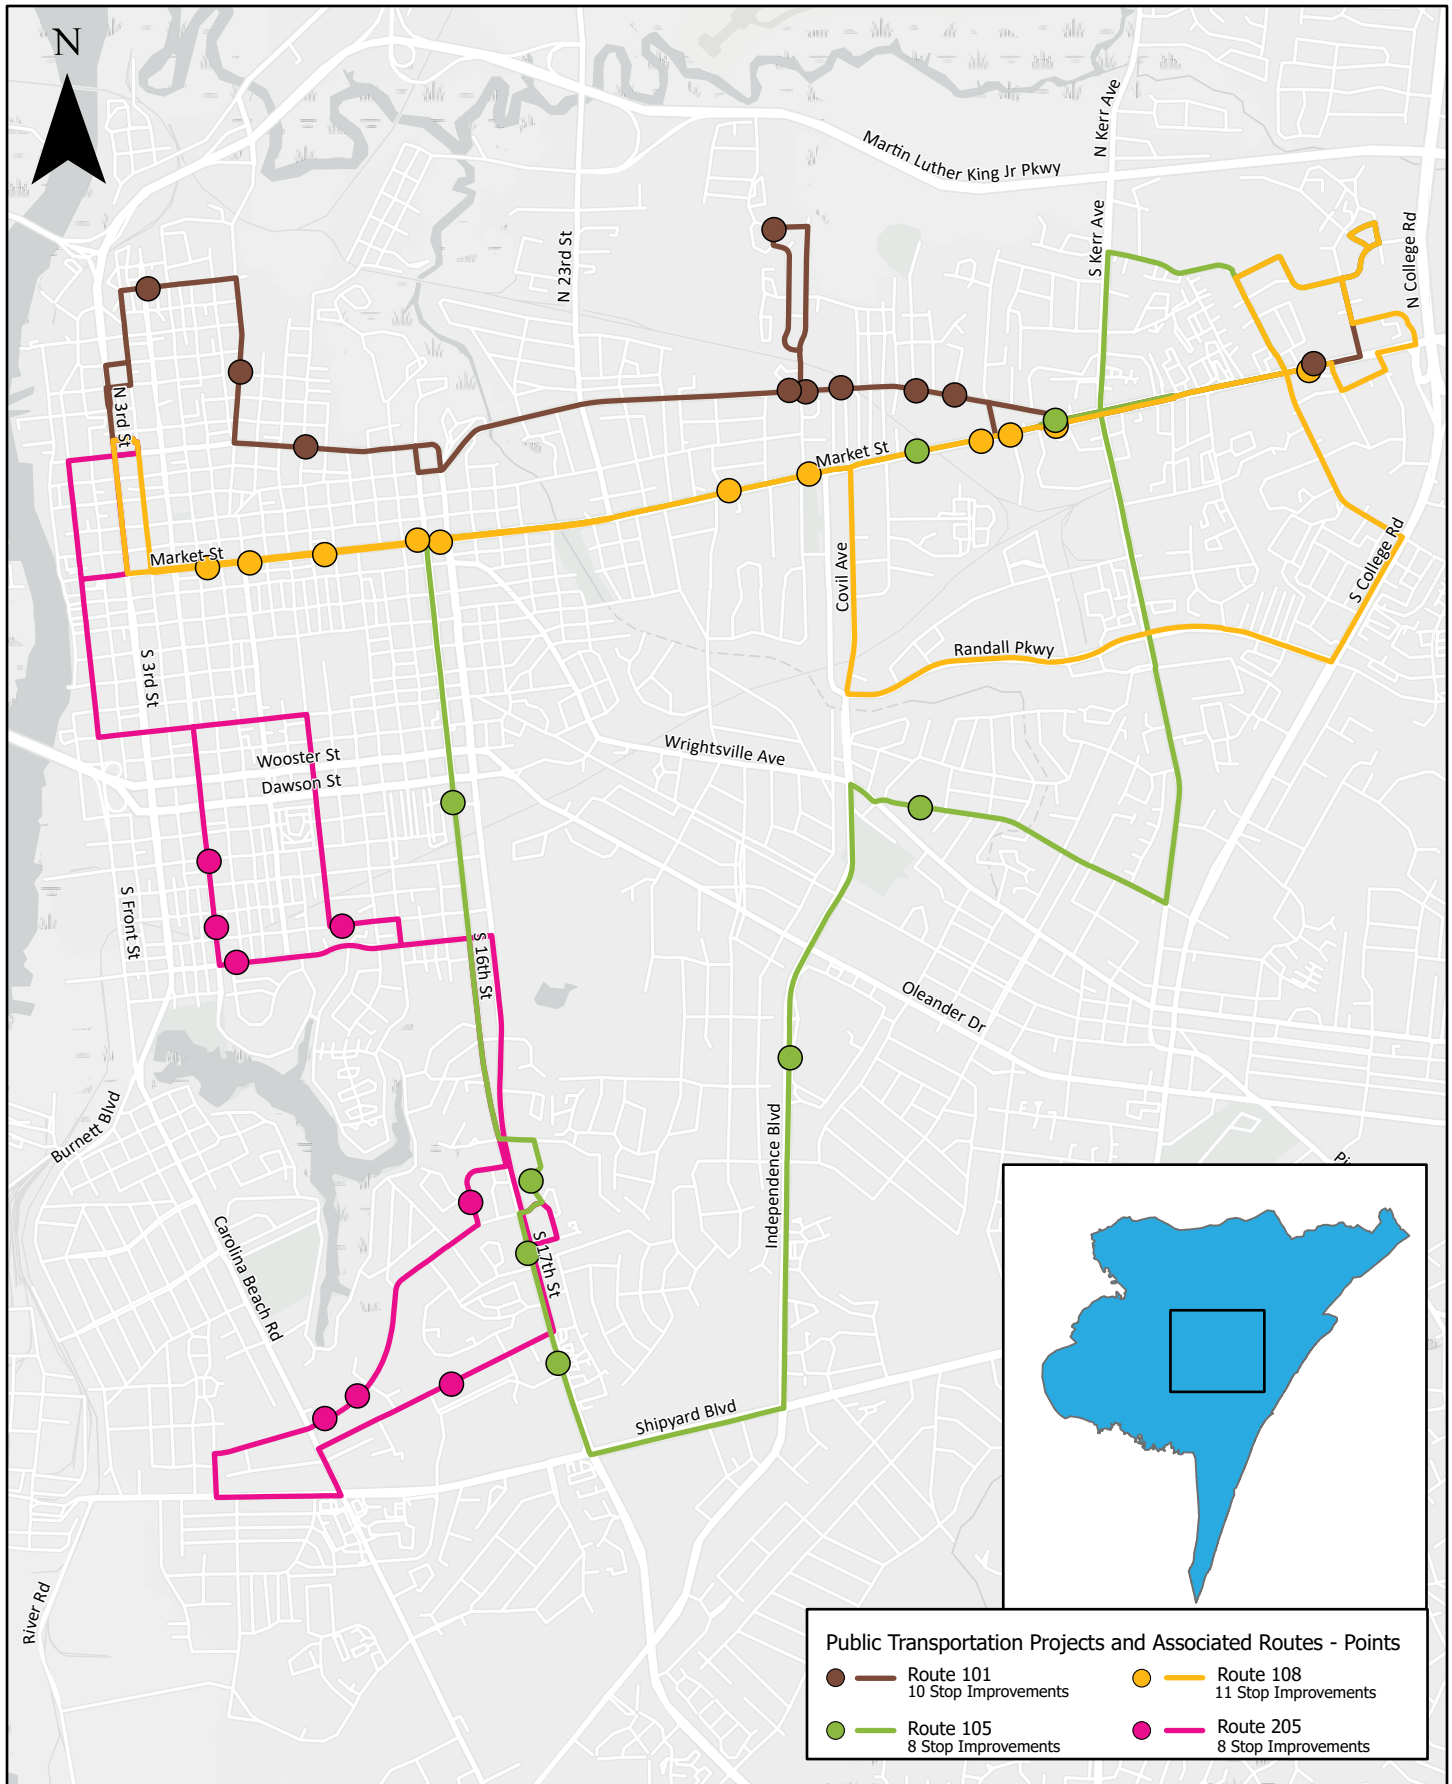 N
Martin Luther King Jr Pkwy
N Kerr Ave
S Kerr Ave
N College Rd
N 23rd St
N 3rd St
Market St
Market St
Covil Ave
S College Rd
Randall Pkwy
S 3rd St
Wrightsville Ave
Wooster St
Dawson St
S Front St
S 16th St
Oleander Dr
Burnett Blvd
Independence Blvd
Carolina Beach Rd
S 17th St
Shipyard Blvd
River Rd
Public Transportation Projects and Associated Routes - Points
Route 101
10 Stop Improvements
Route 108
11 Stop Improvements
Route 105
8 Stop Improvements
Route 205
8 Stop Improvements